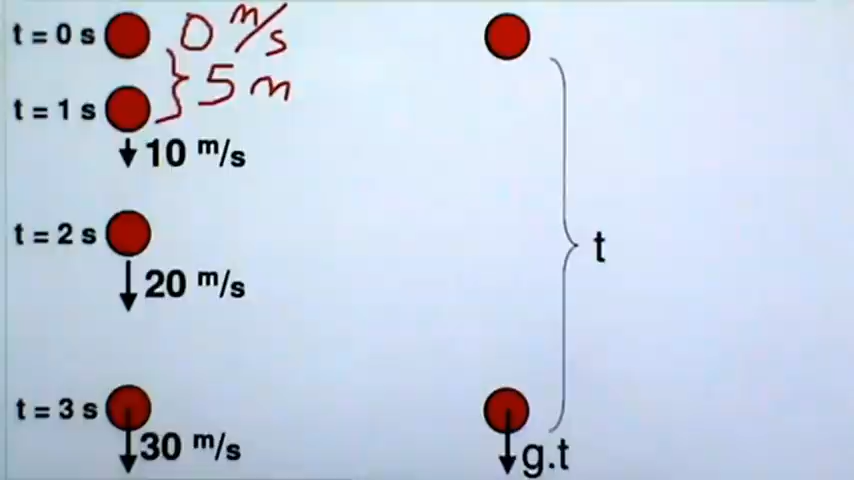 t = 0 s 0 m/s
5 m
t = 1 s
10 m/s
t = 2 s
t
20 m/s
t = 3 s
30 m/s
g.t